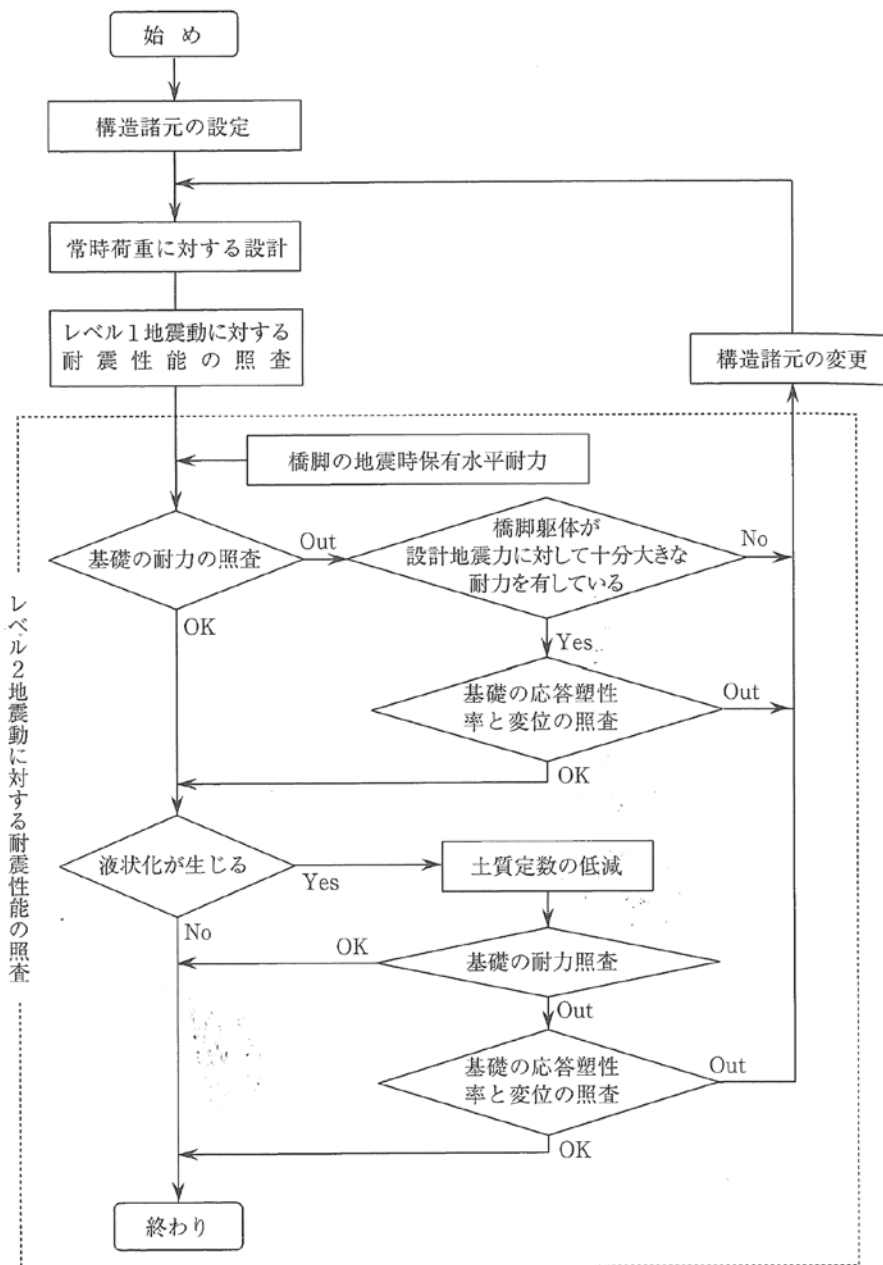 始め
構造諸元の設定
常時荷重に対する設計
レベル1地震動に対する
耐震性能の照査
構造諸元の変更
橋脚の地震時保有水平耐力
基礎の耐力の照査
Out
橋脚躯体が
設計地震力に対して十分大きな
耐力を有している
No
OK
Yes
基礎の応答塑性
率と変位の照査
Out
OK
レベル2地震動に対する耐震性能の照査
液状化が生じる
Yes
土質定数の低減
No
OK
基礎の耐力照査
Out
基礎の応答塑性
率と変位の照査
Out
OK
終わり